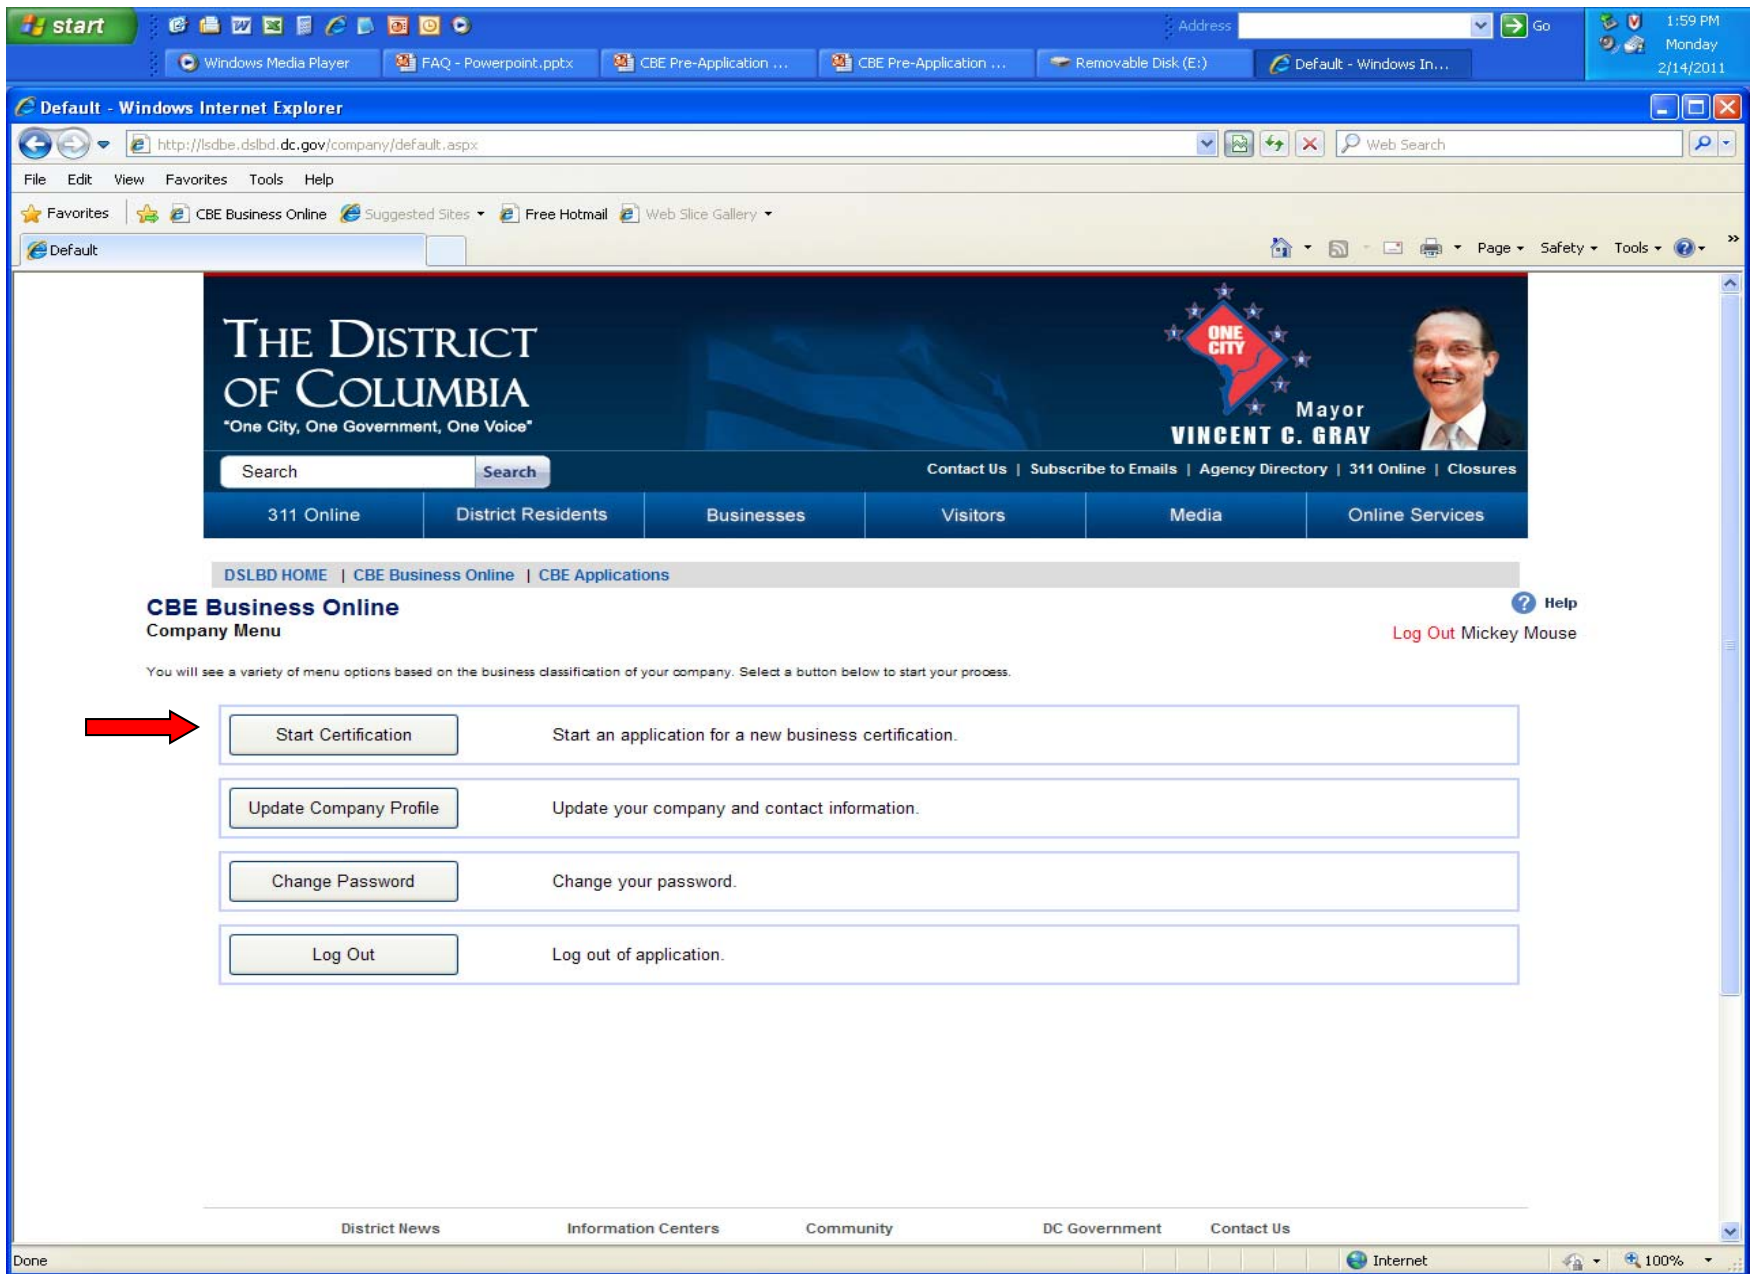 start
Address
Go
1:59 PM
Monday
2/14/2011
Windows Media Player
FAQ - Powerpoint.pptx
CBE Pre-Application ...
CBE Pre-Application ...
Removable Disk (E:)
Default - Windows In...
Default - Windows Internet Explorer
http://lsdbe.dslbd.dc.gov/company/default.aspx
Web Search
File Edit View Favorites Tools Help
Favorites
CBE Business Online
Suggested Sites
Free Hotmail
Web Slice Gallery
Default
Page
Safety
Tools
»
THE DISTRICT
OF COLUMBIA
"One City, One Government, One Voice"
ONE
CITY
Mayor
VINCENT C. GRAY
Search
Search
Contact Us | Subscribe to Emails | Agency Directory | 311 Online | Closures
311 Online
District Residents
Businesses
Visitors
Media
Online Services
DSLBD HOME | CBE Business Online | CBE Applications
CBE Business Online
Help
Company Menu
Log Out Mickey Mouse
You will see a variety of menu options based on the business classification of your company. Select a button below to start your process.
Start Certification
Start an application for a new business certification.
Update Company Profile
Update your company and contact information.
Change Password
Change your password.
Log Out
Log out of application.
District News
Information Centers
Community
DC Government
Contact Us
Done
Internet
100%